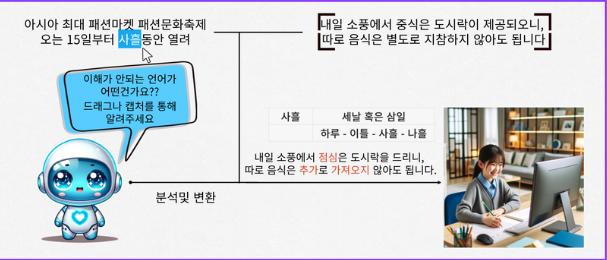 아시아 최대 패션마켓 패션문화축제
오는 15일부터 사흘동안 열려
내일 소풍에서 중식은 도시락이 제공되오니,
따로 음식은 별도로 지참하지 않아도 됩니다
이해가 안되는 언어가
어떤건가요??
드래그나 캡처를 통해
알려주세요
사흘 세날 혹은 삼일
하루 - 이틀 - 사흘 - 나흘
내일 소풍에서 점심은 도시락을 드리니,
따로 음식은 추가로 가져오지 않아도 됩니다.
분석및 변환